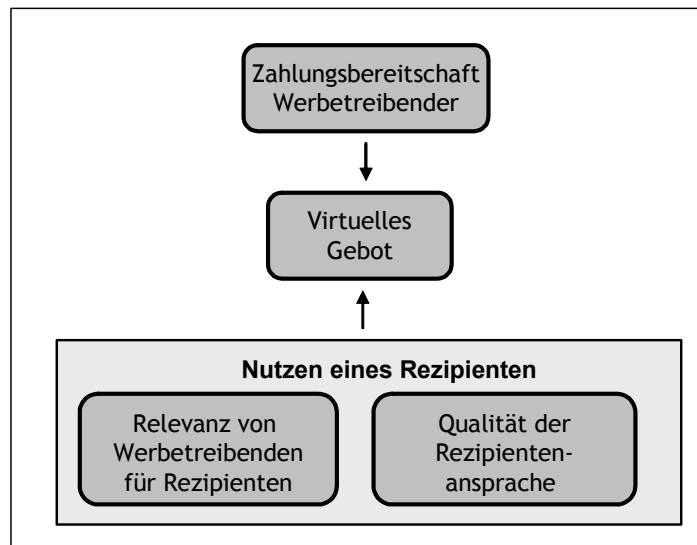 Zahlungsbereitschaft
Werbetreibender
Virtuelles
Gebot
Nutzen eines Rezipienten
Relevanz von
Werbetreibenden
für Rezipienten
Qualität der
Rezipienten-
ansprache